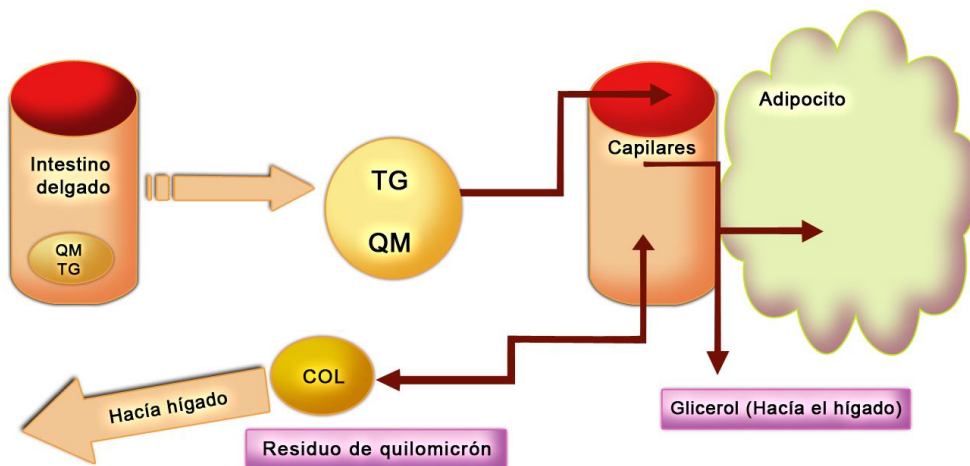 Intestino
delgado
QM
TG
TG
QM
Capilares
Adipocito
COL
Hacía hígado
Residuo de quilomicrón
Glicerol (Hacía el hígado)